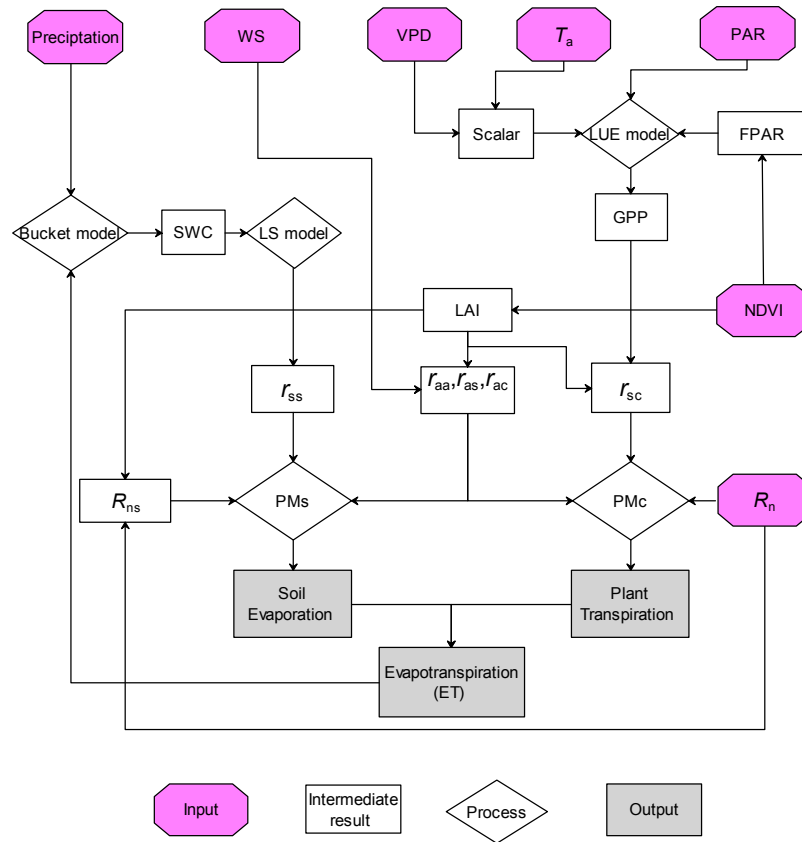 Preciptation
WS
VPD
Ta
PAR
Scalar
LUE model
FPAR
GPP
Bucket model
SWC
LS model
LAI
NDVI
rss
raa,ras,rac
rsc
Rns
PMs
PMc
Rn
Soil
Evaporation
Plant
Transpiration
Evapotranspiration
(ET)
Input
Intermediate
result
Process
Output